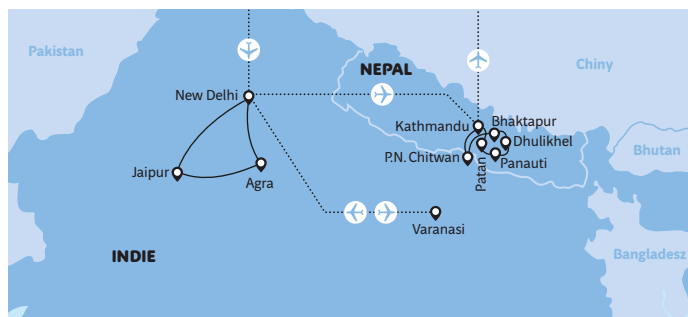 Pakistan
NEPAL
Chiny
New Delhi
Kathmandu
Bhaktapur
Dhulikhel
P.N. Chitwan
Patan
Panauti
Bhutan
Jaipur
Agra
Varanasi
INDIE
Bangladesz